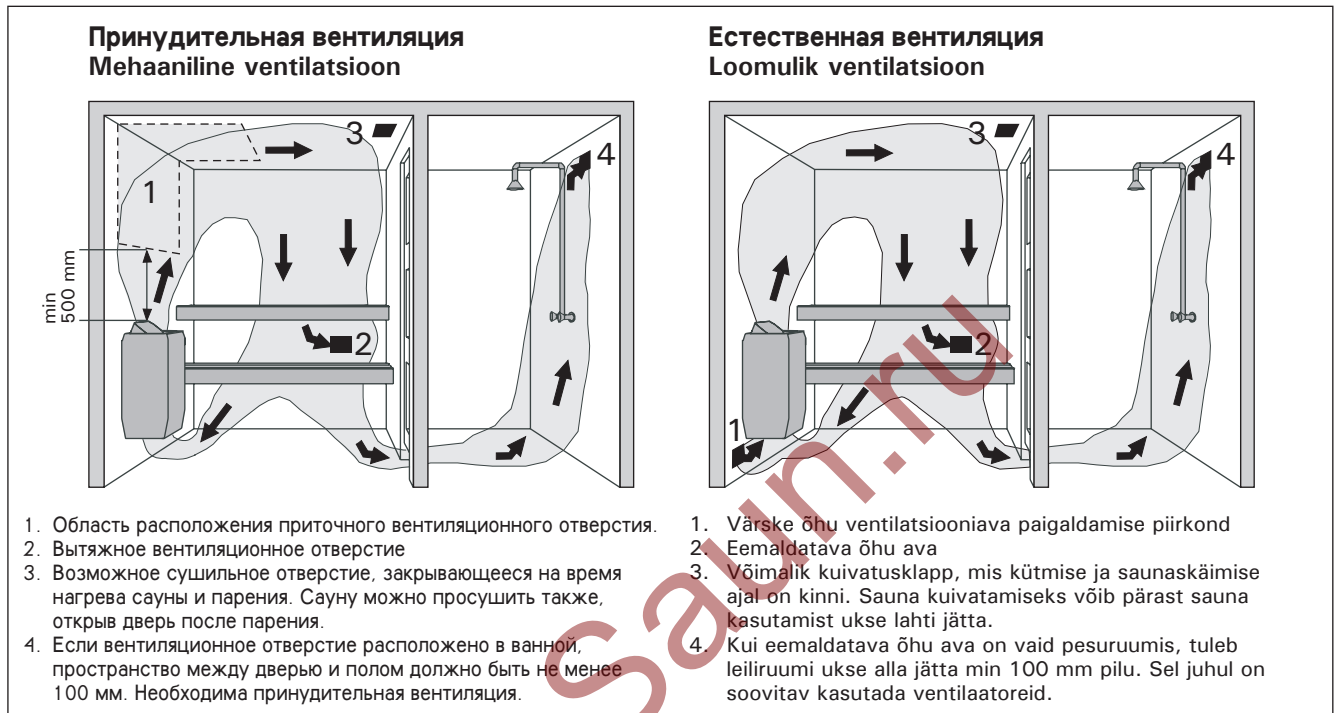 Принудительная вентиляция
Mehaaniline ventilatsioon
3
4
1
min
500 mm
2
1. Область расположения приточного вентиляционного отверстия.
2. Вытяжное вентиляционное отверстие
3. Возможное сушильное отверстие, закрывающееся на время
нагрева сауны и парения. Сауну можно просушить также,
открыв дверь после парения.
4. Если вентиляционное отверстие расположено в ванной,
пространство между дверью и полом должно быть не менее
100 мм. Необходима принудительная вентиляция.
Естественная вентиляция
Loomulik ventilatsioon
3
4
2
1
1. Värske õhu ventilatsiooniava paigaldamise piirkond
2. Eemaldatava õhu ava
3. Võimalik kuivatusklapp, mis kütmise ja saunaskäimise
ajal on kinni. Sauna kuivatamiseks võib pärast sauna
kasutamist ukse lahti jätta.
4. Kui eemaldatava õhu ava on vaid pesuruumis, tuleb
leiliruumi ukse alla jätta min 100 mm pilu. Sel juhul on
soovitav kasutada ventilaatoreid.
Saun.ru